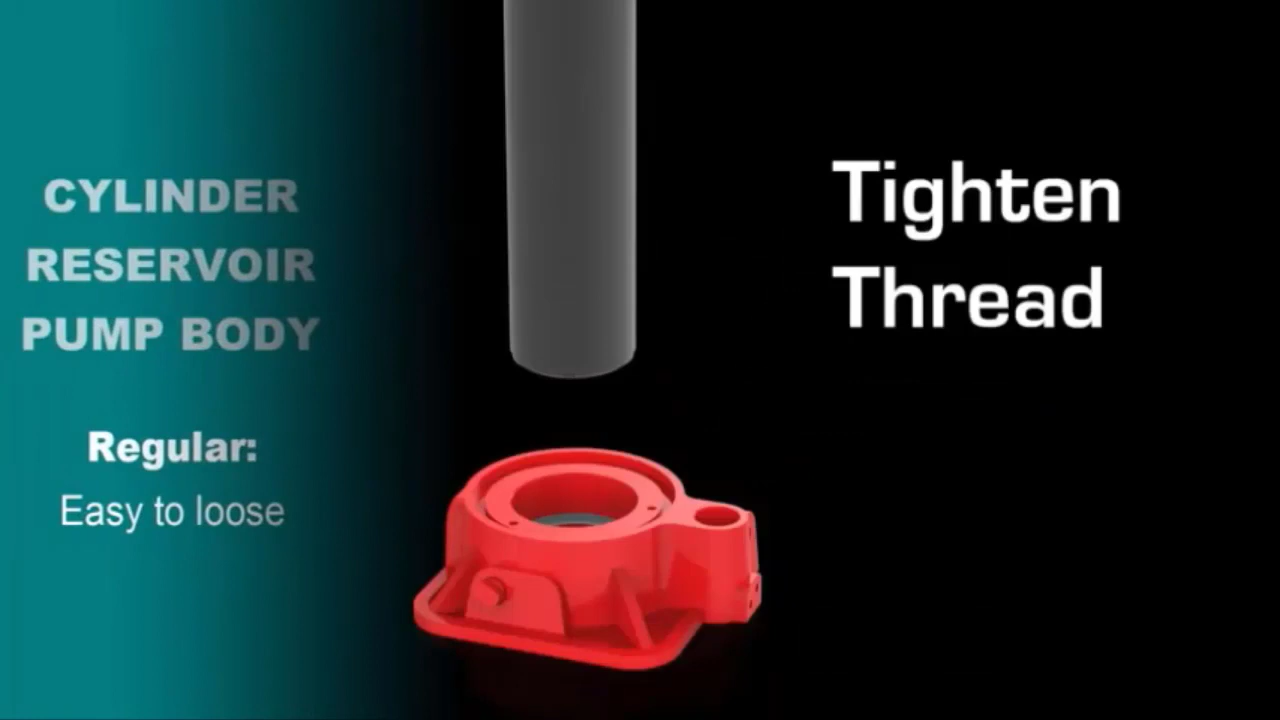 CYLINDER
RESERVOIR
PUMP BODY
Regular:
Easy to loose
Tighten
Thread